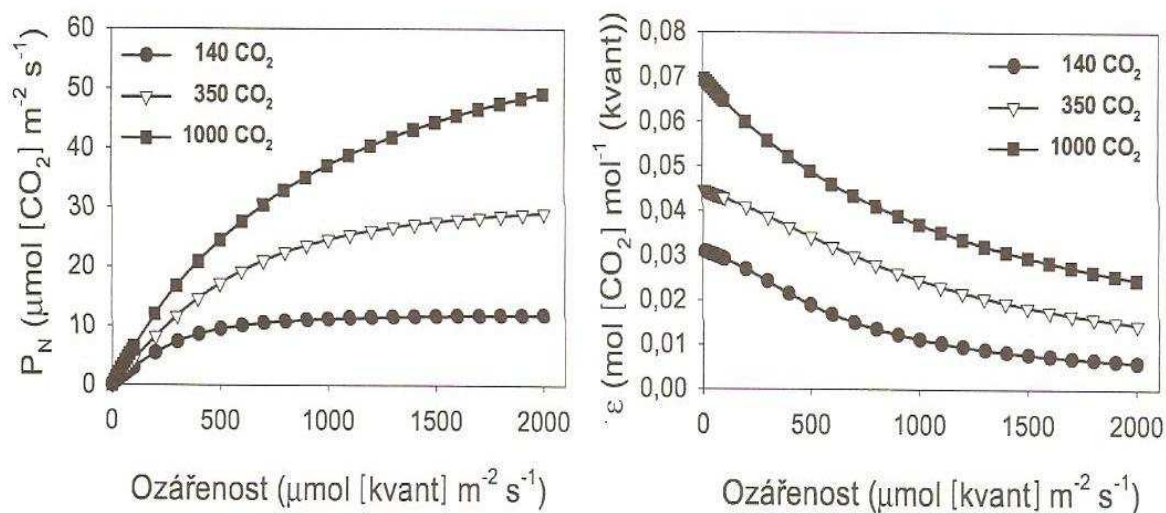 60
50
40
30
20
10
0
P_N (μmol [CO₂] m⁻² s⁻¹)
140 CO₂
350 CO₂
1000 CO₂
0 500 1000 1500 2000
Ozářenost (μmol [kvant] m⁻² s⁻¹)
0,08
0,07
0,06
0,05
0,04
0,03
0,02
0,01
0,00
ε (mol [CO₂] mol⁻¹ (kvant))
140 CO₂
350 CO₂
1000 CO₂
0 500 1000 1500 2000
Ozářenost (μmol [kvant] m⁻² s⁻¹)